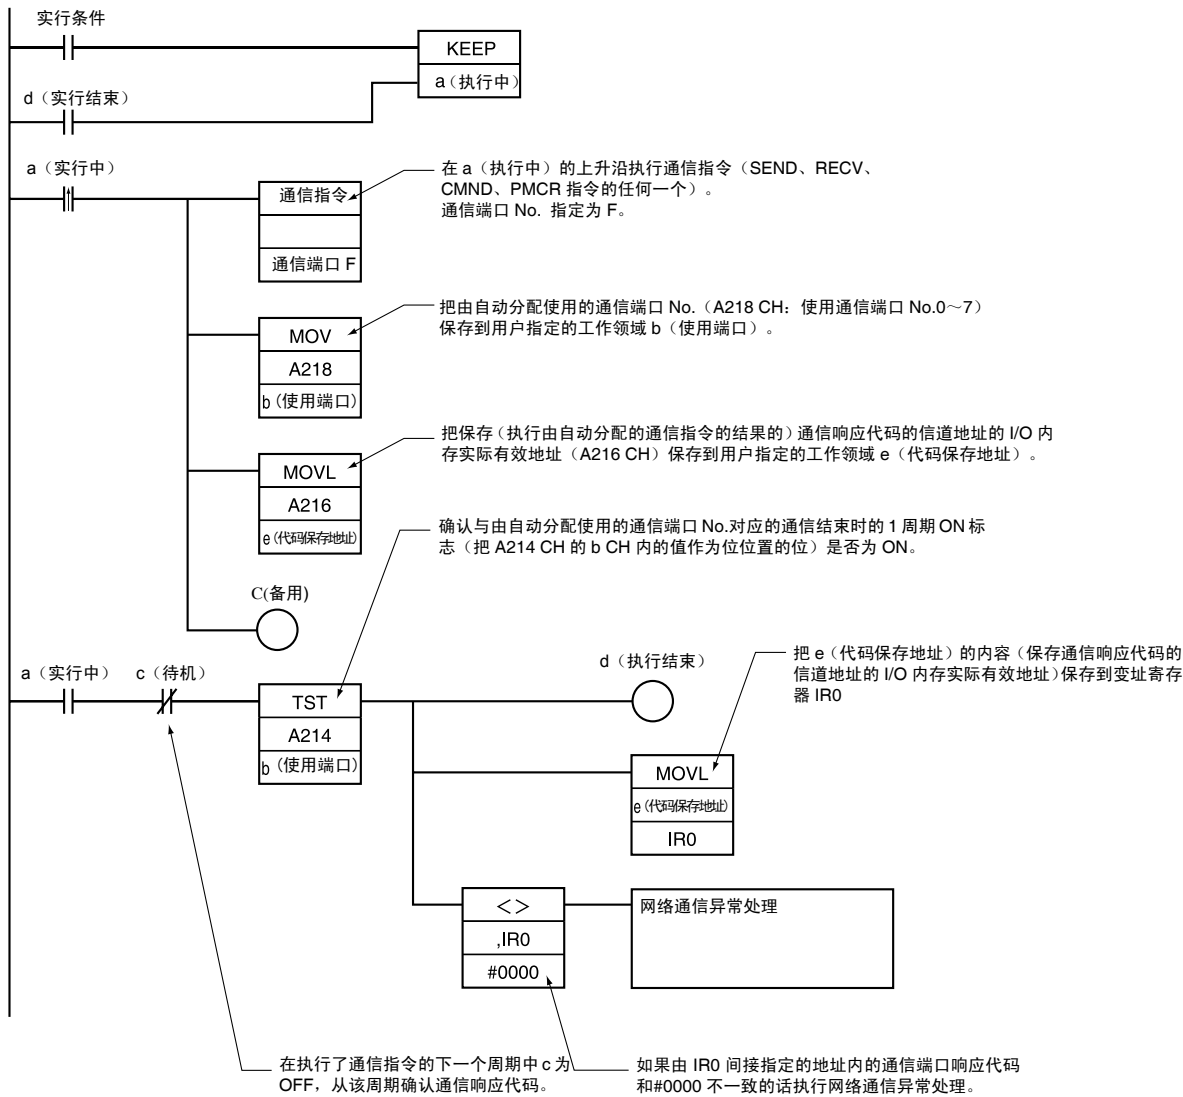 实行条件
KEEP
a（执行中）
d（实行结束）
a（实行中）
通信指令
通信端口 F
在 a（执行中）的上升沿执行通信指令（SEND、RECV、
CMND、PMCR 指令的任何一个）。
通信端口 No. 指定为 F。
MOV
A218
b（使用端口）
把由自动分配使用的通信端口 No.（A218 CH：使用通信端口 No.0～7）
保存到用户指定的工作领域 b（使用端口）。
MOVL
A216
e（代码保存地址）
把保存（执行由自动分配的通信指令的结果的）通信响应代码的信道地址的 I/O 内
存实际有效地址（A216 CH）保存到用户指定的工作领域 e（代码保存地址）。
确认与由自动分配使用的通信端口 No.对应的通信结束时的 1 周期 ON 标
志（把 A214 CH 的 b CH 内的值作为位位置的位）是否为 ON。
C(备用)
a（实行中）
c（待机）
TST
A214
b（使用端口）
d（执行结束）
把 e（代码保存地址）的内容（保存通信响应代码的
信道地址的 I/O 内存实际有效地址）保存到变址寄存
器 IR0
MOVL
e（代码保存地址）
IR0
＜＞
,IR0
#0000
网络通信异常处理
在执行了通信指令的下一个周期中 c 为
OFF，从该周期确认通信响应代码。
如果由 IR0 间接指定的地址内的通信端口响应代码
和#0000 不一致的话执行网络通信异常处理。